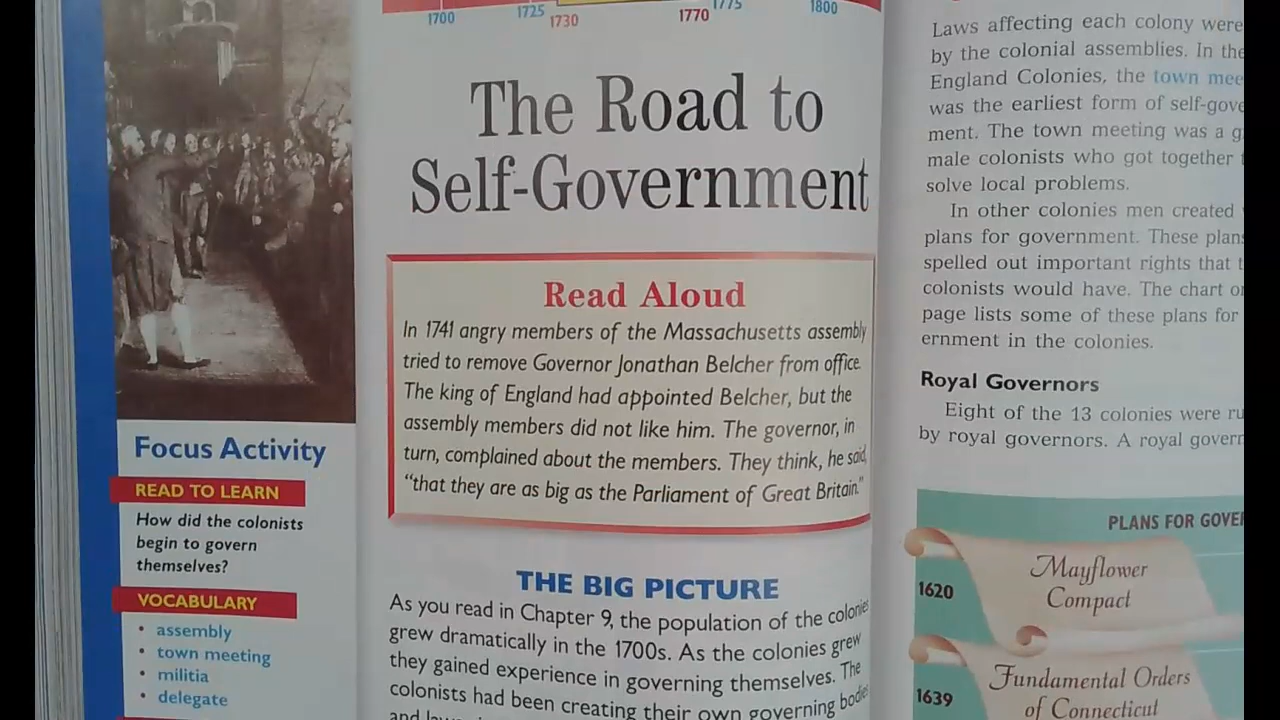 1700 1725 1730 1770 1775 1800
The Road to
Self-Government
Read Aloud
In 1741 angry members of the Massachusetts assembly
tried to remove Governor Jonathan Belcher from office.
The king of England had appointed Belcher, but the
assembly members did not like him. The governor, in
turn, complained about the members. They think, he said,
"that they are as big as the Parliament of Great Britain."
THE BIG PICTURE
As you read in Chapter 9, the population of the colonies
grew dramatically in the 1700s. As the colonies grew
they gained experience in governing themselves. The
colonists had been creating their own governing bodies
and
Focus Activity
READ TO LEARN
How did the colonists
begin to govern
themselves?
VOCABULARY
• assembly
• town meeting
• militia
• delegate
Laws affecting each colony were
by the colonial assemblies. In the
England Colonies, the town mee
was the earliest form of self-gove
ment. The town meeting was a g
male colonists who got together
solve local problems.
In other colonies men created
plans for government. These plans
spelled out important rights that
colonists would have. The chart
page lists some of these plans for
ernment in the colonies.
Royal Governors
Eight of the 13 colonies were ru
by royal governors. A royal govern
PLANS FOR GOVE
1620
Mayflower
Compact
1639
Fundamental Orders
of Connecticut